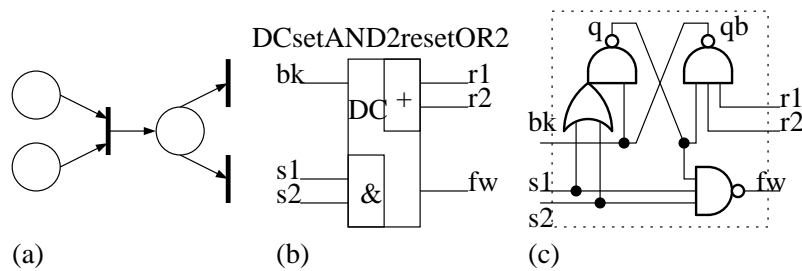 DCsetAND2resetOR2
bk
DC
+
r1
r2
s1
s2
&
fw
q
qb
bk
r1
r2
s1
s2
fw
(a)
(b)
(c)